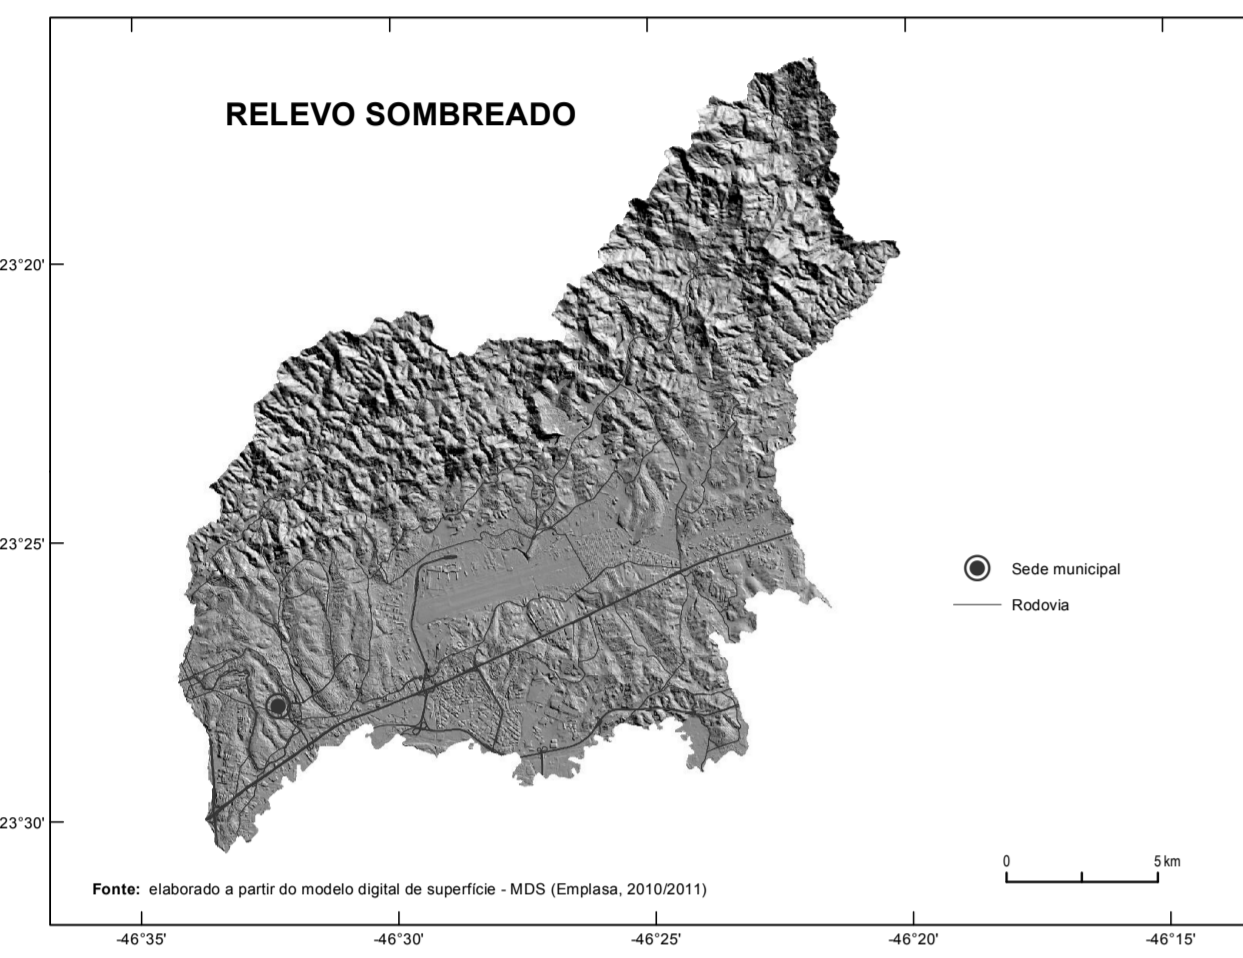 RELEVO SOMBREADO
23°20'
23°25'
Sede municipal
Rodovia
23°30'
0 5 km
Fonte: elaborado a partir do modelo digital de superfície - MDS (Emplasa, 2010/2011)
-46°35' -46°30' -46°25' -46°20' -46°15'